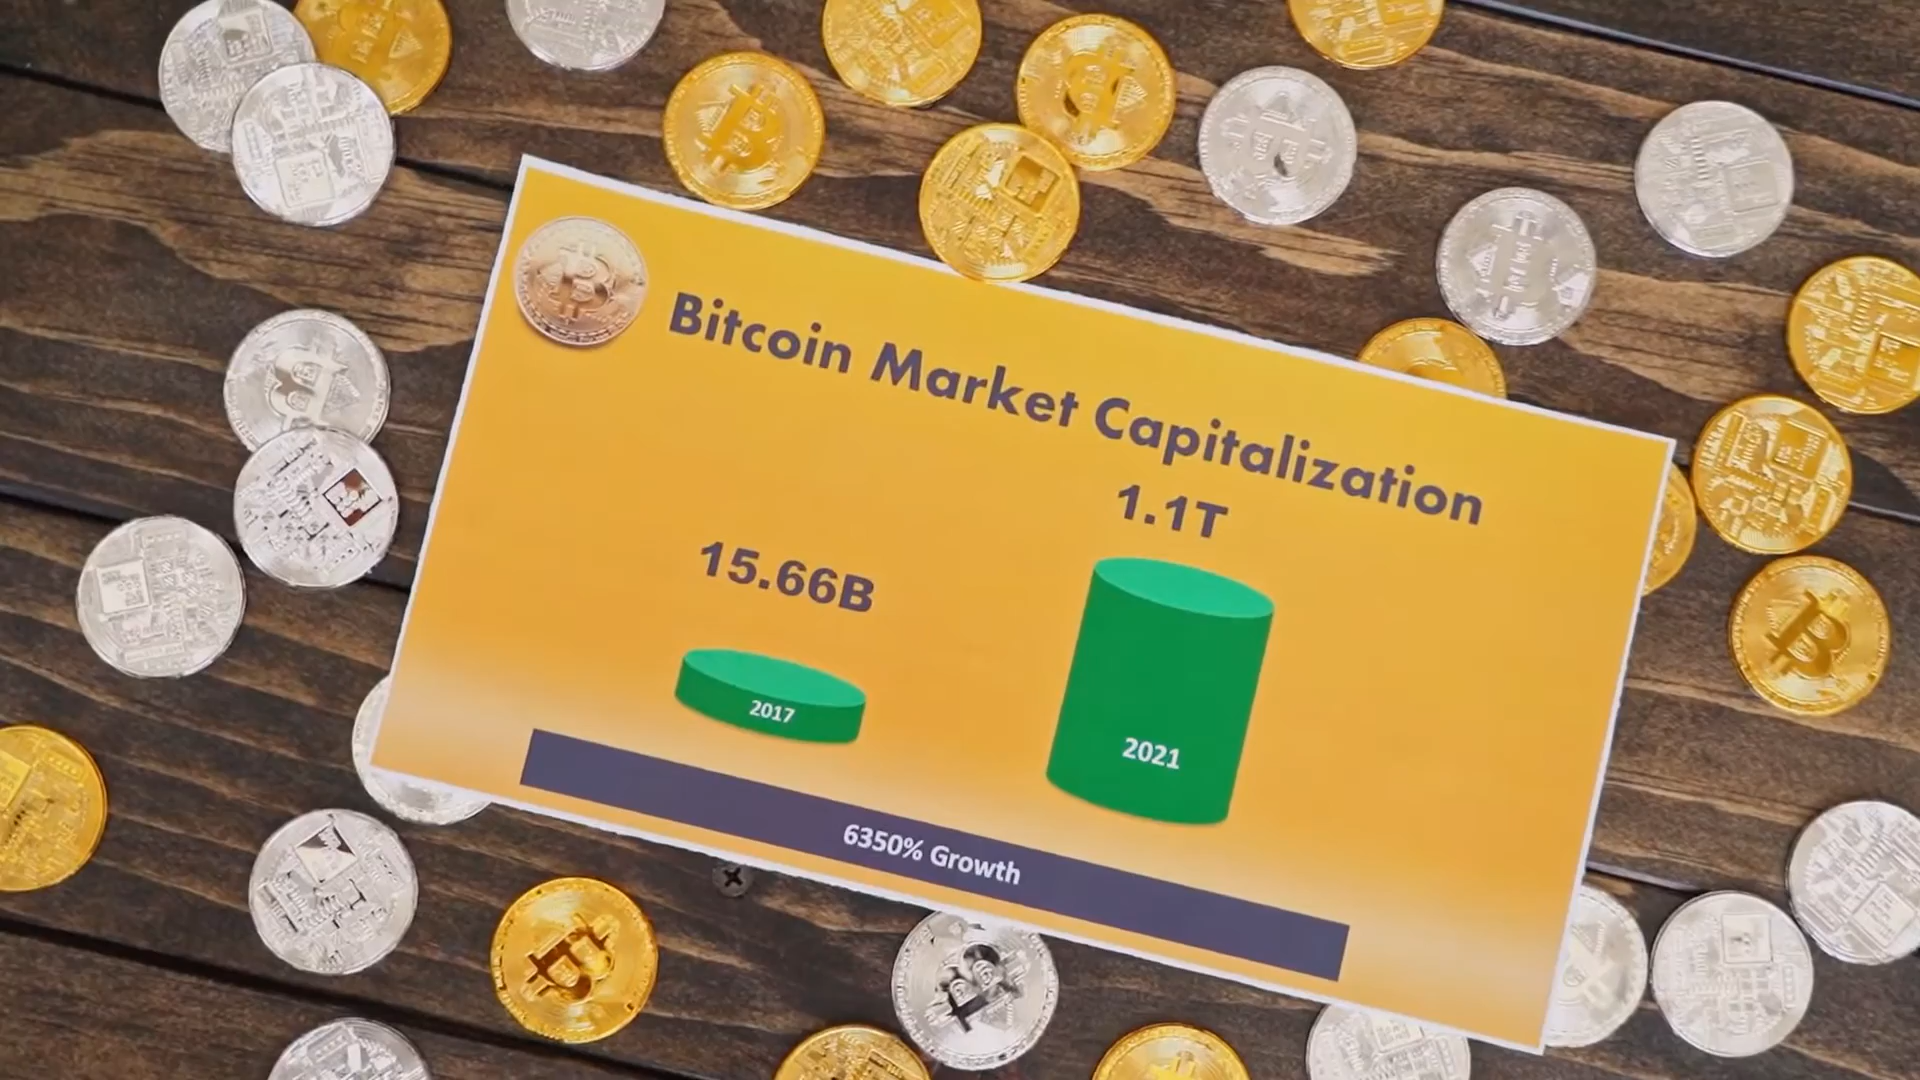 Bitcoin Market Capitalization
1.1T
15.66B
2017
2021
6350% Growth